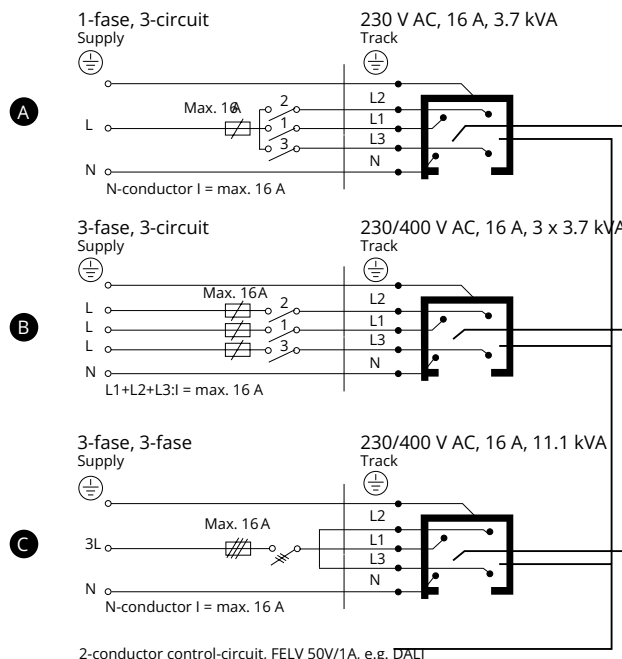 1-fase, 3-circuit
Supply
230 V AC, 16 A, 3.7 kVA
Track
A
Max. 16A
2
L2
L
1
L1
3
L3
N
N
N-conductor I = max. 16 A
3-fase, 3-circuit
Supply
230/400 V AC, 16 A, 3 x 3.7 kVA
Track
B
Max. 16A
L
2
L2
L
1
L1
L
3
L3
N
N
L1+L2+L3:I = max. 16 A
3-fase, 3-fase
Supply
230/400 V AC, 16 A, 11.1 kVA
Track
C
Max. 16A
L2
3L
L1
L3
N
N
N-conductor I = max. 16 A
2-conductor control-circuit, FELV 50V/1A, e.g. DALI